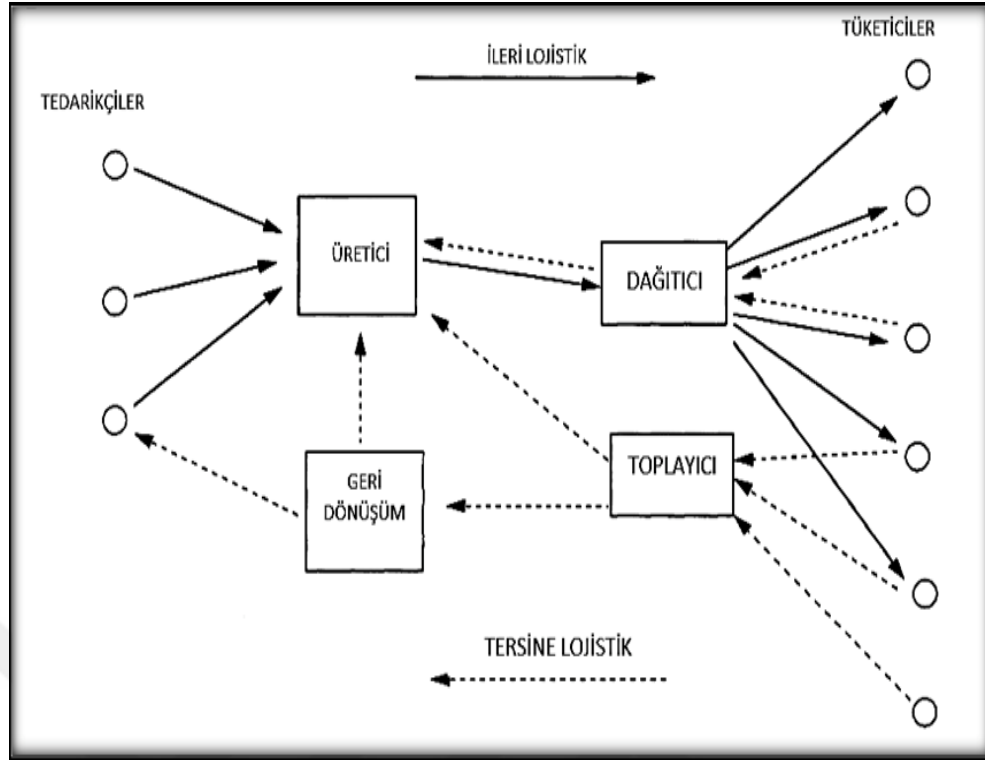 TÜKETİCİLER
İLERİ LOJİSTİK
TEDARİKÇİLER
ÜRETİCİ
DAĞITICI
TOPLAYICI
GERİ
DÖNÜŞÜM
TERSİNE LOJİSTİK